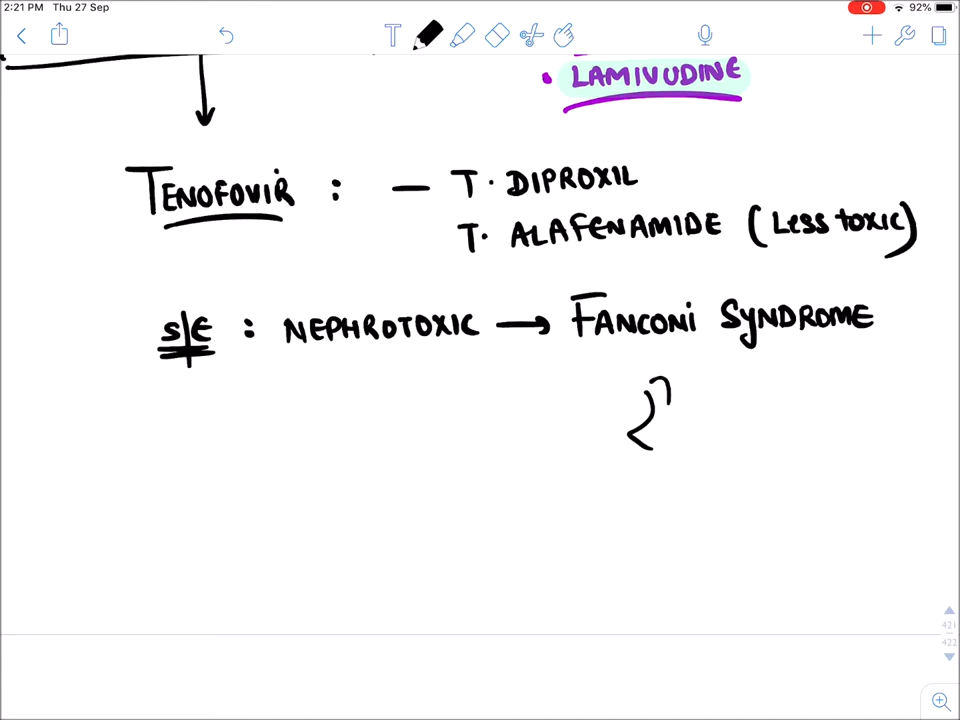 2:21 PM Thu 27 Sep
92%
T
• LAMIVUDINE
TENOFOVIR : — T. DIPROXIL
T. ALAFENAMIDE (Less toxic)
S/E : NEPHROTOXIC → FANCONI SYNDROME
421
422